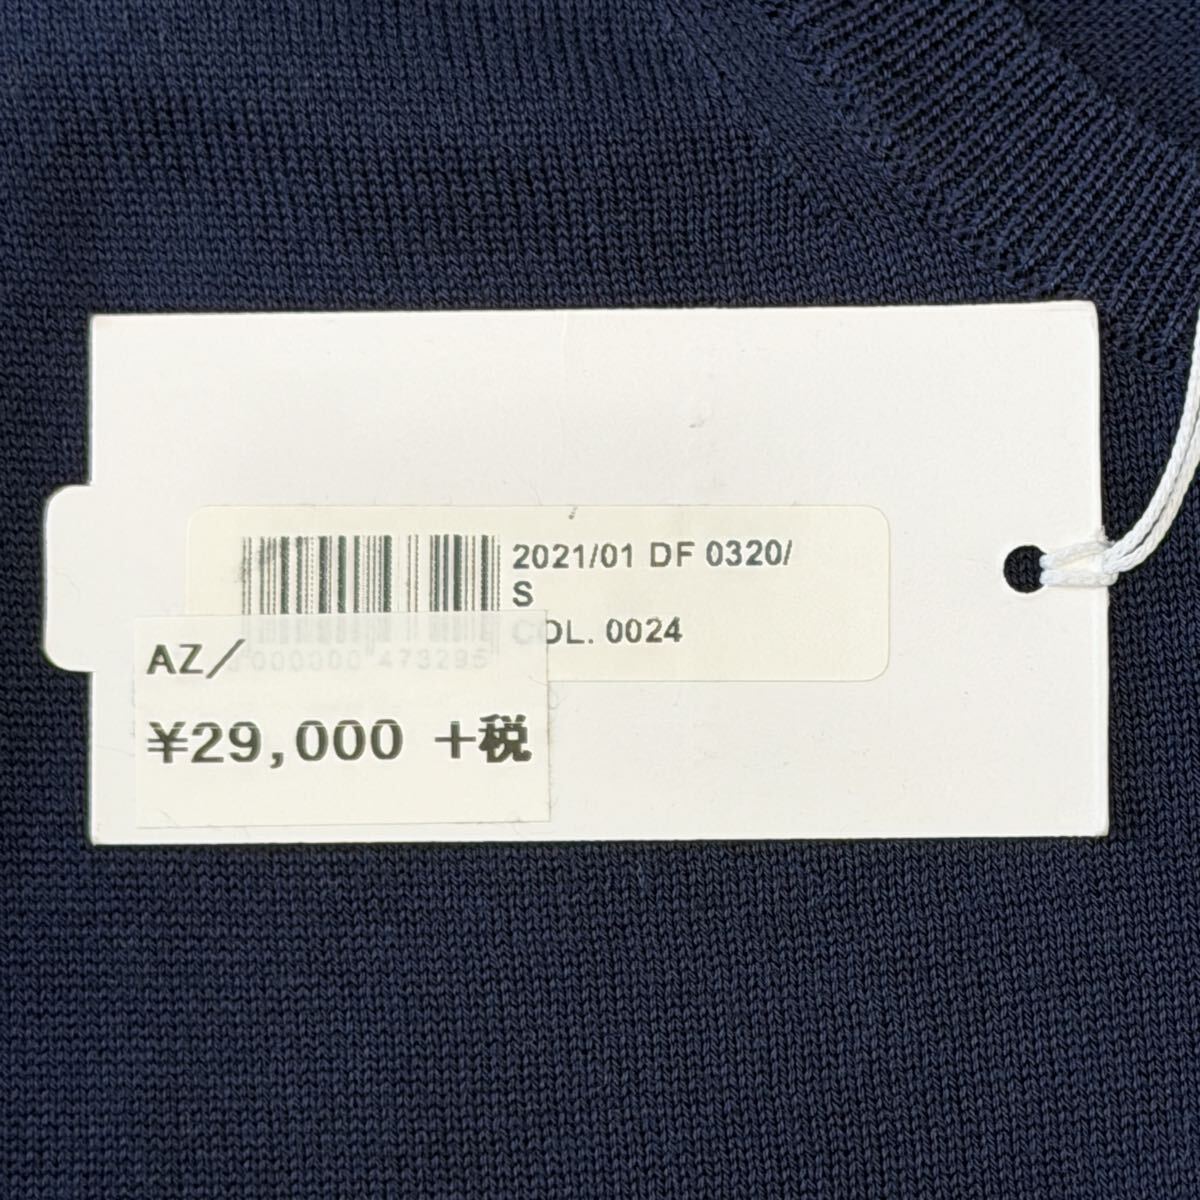 2021/01 DF 0320/
S
COL. 0024
000000 473295
AZ/
¥29,000 +税